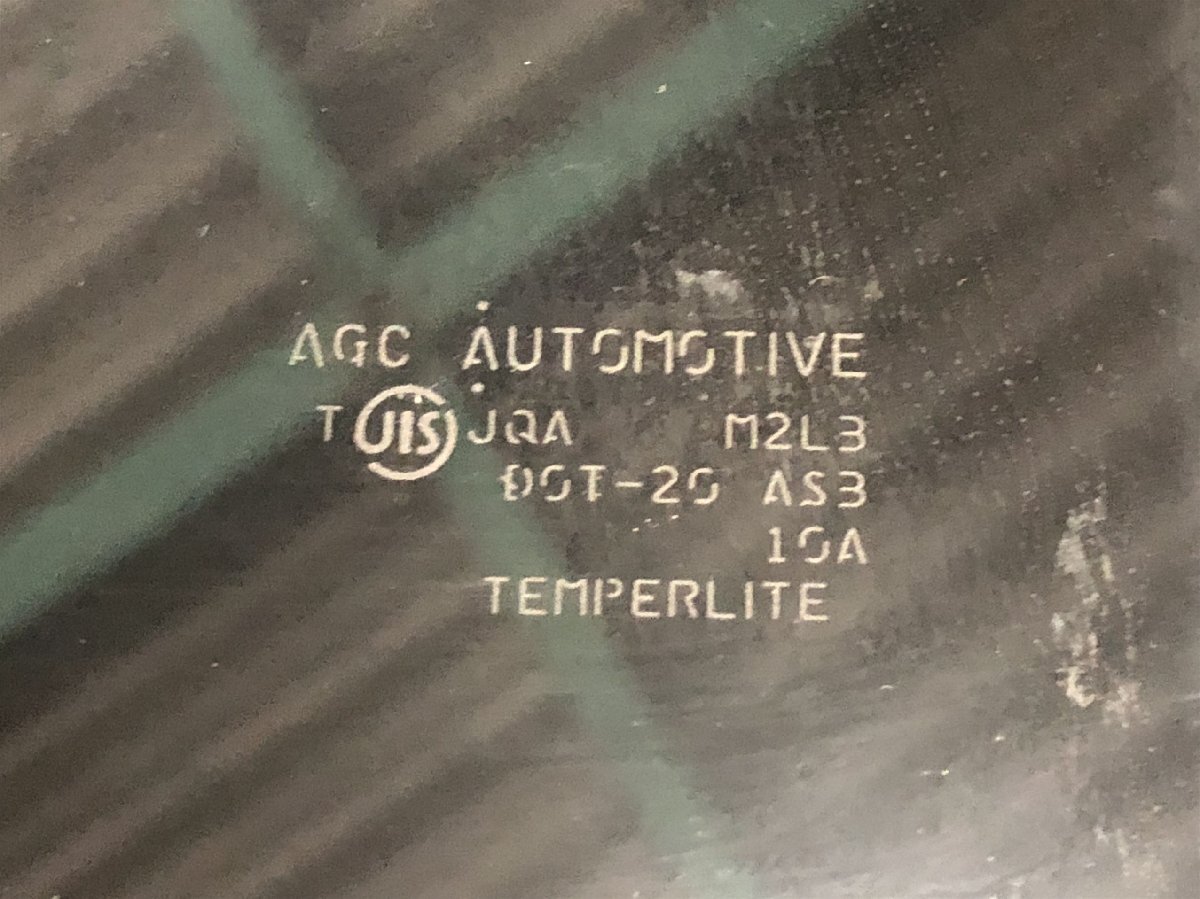 AGC AUTOMOTIVE
T JIS JQA M2L3
DOT-20 AS3
10A
TEMPERLITE